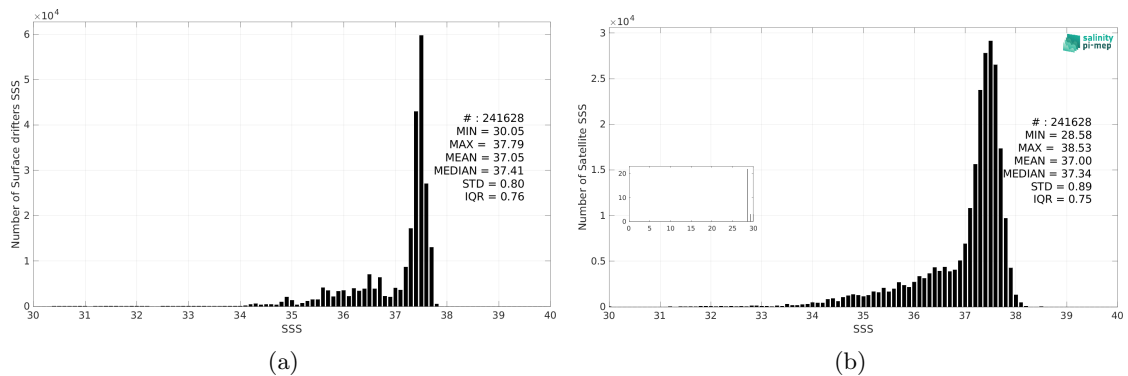 ×10⁴
6
5
4
3
2
1
0
Number of Surface drifters SSS
# : 241628
MIN = 30.05
MAX = 37.79
MEAN = 37.05
MEDIAN = 37.41
STD = 0.80
IQR = 0.76
30 31 32 33 34 35 36 37 38 39 40
SSS
(a)
×10⁴
3
2.5
2
1.5
1
0.5
0
Number of Satellite SSS
salinity
pi-mep
# : 241628
MIN = 28.58
MAX = 38.53
MEAN = 37.00
MEDIAN = 37.34
STD = 0.89
IQR = 0.75
20
10
0
0 5 10 15 20 25 30
30 31 32 33 34 35 36 37 38 39 40
SSS
(b)